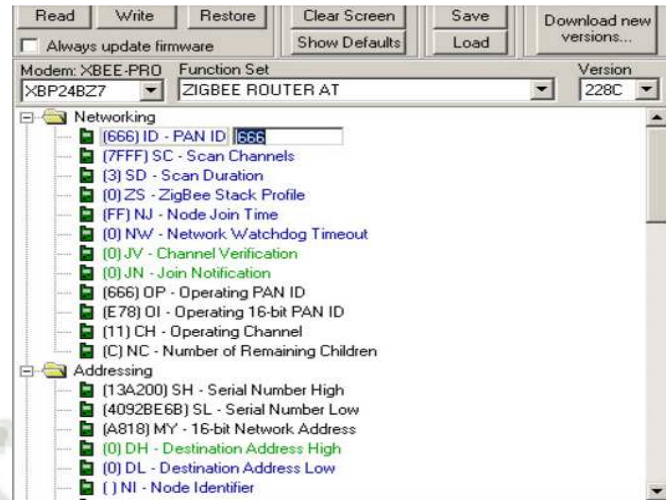 Read Write Restore Clear Screen Save Download new versions...
Always update firmware Show Defaults Load
Modem: XBEE-PRO Function Set Version
XBP24BZ7 ZIGBEE ROUTER AT 228C
Networking
(666) ID - PAN ID 666
(7FFF) SC - Scan Channels
(3) SD - Scan Duration
(0) ZS - ZigBee Stack Profile
(FF) NJ - Node Join Time
(0) NW - Network Watchdog Timeout
(0) JV - Channel Verification
(0) JN - Join Notification
(666) OP - Operating PAN ID
(E78) OI - Operating 16-bit PAN ID
(11) CH - Operating Channel
(C) NC - Number of Remaining Children
Addressing
(13A200) SH - Serial Number High
(4092BE6B) SL - Serial Number Low
(A818) MY - 16-bit Network Address
(0) DH - Destination Address High
(0) DL - Destination Address Low
( ) NI - Node Identifier